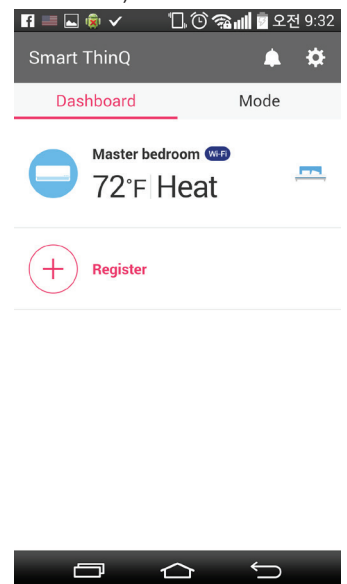 오전 9:32
Smart ThinQ
Dashboard Mode
Master bedroom Wi-Fi
72°F Heat
Register